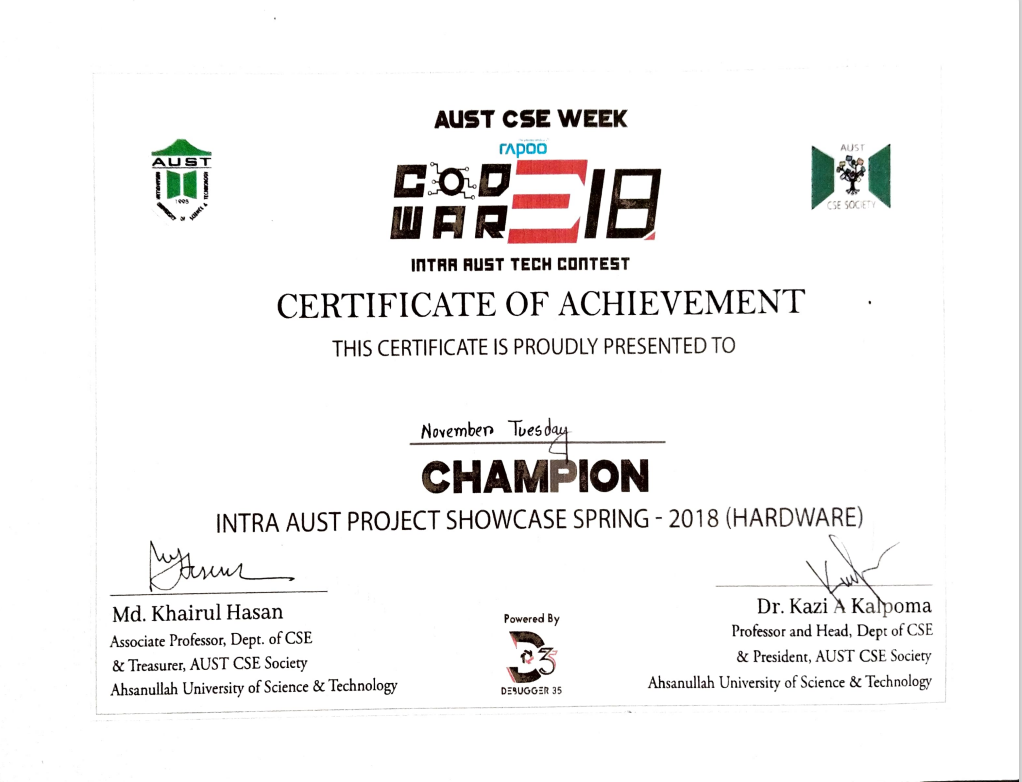 AUST CSE WEEK
rapoo
AUST
1995
COD
WAR E 18
AUST
CSE SOCIETY
INTRA AUST TECH CONTEST
CERTIFICATE OF ACHIEVEMENT
THIS CERTIFICATE IS PROUDLY PRESENTED TO
November Tuesday
CHAMPION
INTRA AUST PROJECT SHOWCASE SPRING - 2018 (HARDWARE)
Md. Khairul Hasan
Associate Professor, Dept. of CSE
& Treasurer, AUST CSE Society
Ahsanullah University of Science & Technology
Powered By
D35
DEBUGGER 35
Dr. Kazi A Kalpoma
Professor and Head, Dept of CSE
& President, AUST CSE Society
Ahsanullah University of Science & Technology